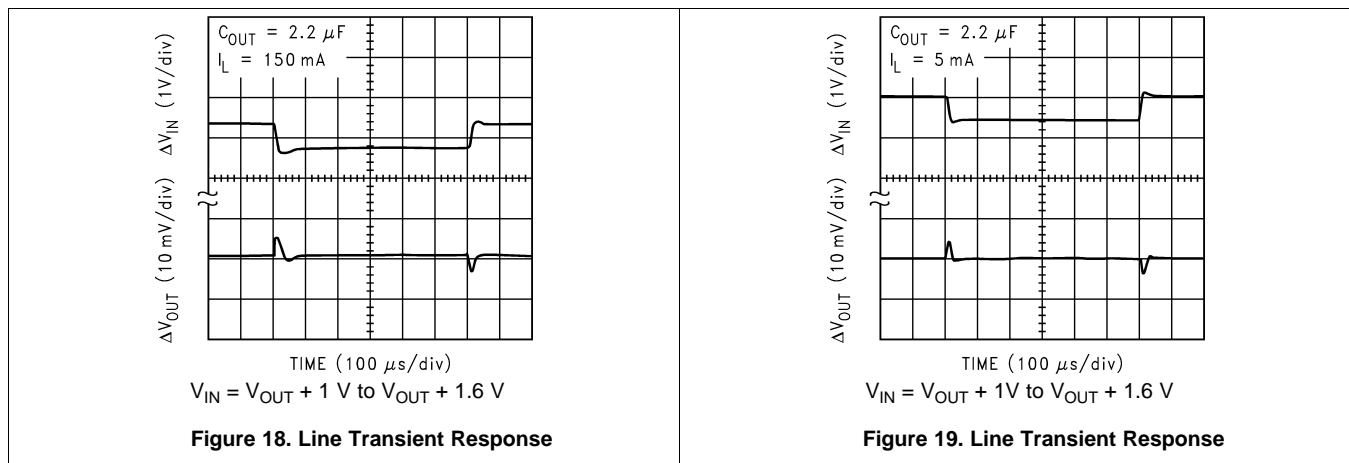 C_OUT = 2.2 μF
I_L = 150 mA
ΔV_IN (1V/div)
ΔV_OUT (10 mV/div)
TIME (100 μs/div)
V_IN = V_OUT + 1 V to V_OUT + 1.6 V
Figure 18. Line Transient Response
C_OUT = 2.2 μF
I_L = 5 mA
ΔV_IN (1V/div)
ΔV_OUT (10 mV/div)
TIME (100 μs/div)
V_IN = V_OUT + 1V to V_OUT + 1.6 V
Figure 19. Line Transient Response